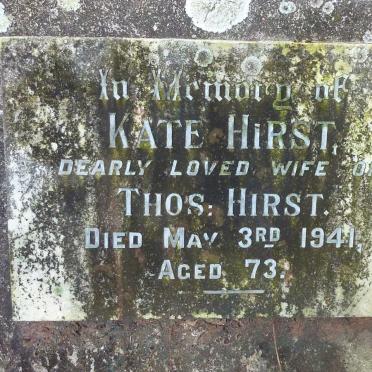 In Memory of
KATE HIRST,
DEARLY LOVED WIFE OF
THOS: HIRST.
DIED MAY 3RD 1941,
AGED 73.